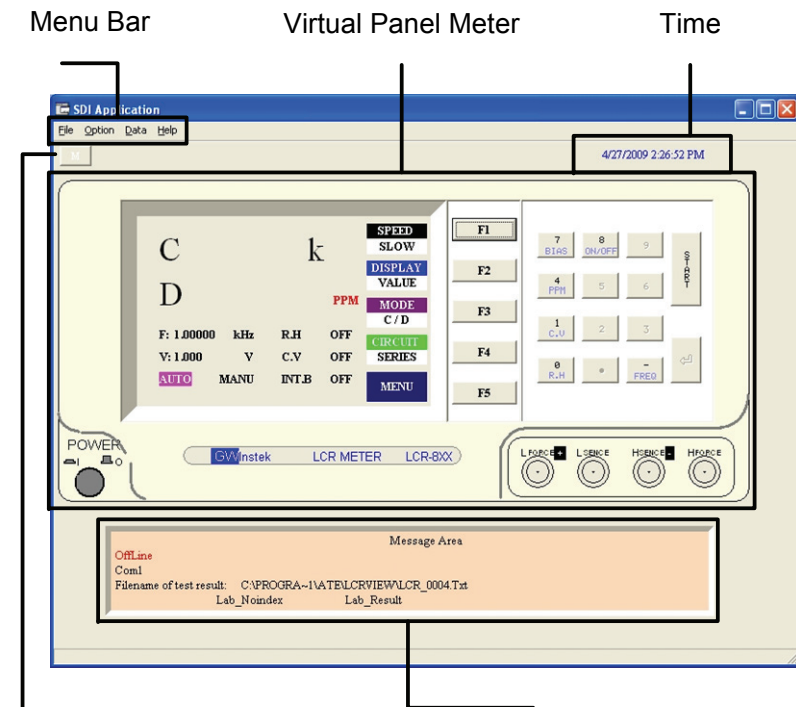 Menu Bar Virtual Panel Meter Time
SDI Application
File Option Data Help
M 4/27/2009 2:26:52 PM
C k
D PPM
F: 1.00000 kHz R.H OFF
V: 1.000 V C.V OFF
AUTO MANU INT.B OFF
SPEED
SLOW
DISPLAY
VALUE
MODE
C / D
CIRCUIT
SERIES
MENU
F1
F2
F3
F4
F5
7 8 9
BIAS ON/OFF
4 5 6
PPM
1 2 3
C.V
0 * -
R.H FREQ
START
POWER
I O
GWInstek LCR METER LCR-8XX
L FORCE + L SENCE HSENCE - HFORCE
Message Area
OffLine
Com1
Filename of test result: C:\PROGRA~1\ATE\LCRVIEW\LCR_0004.Txt
Lab_Noindex Lab_Result